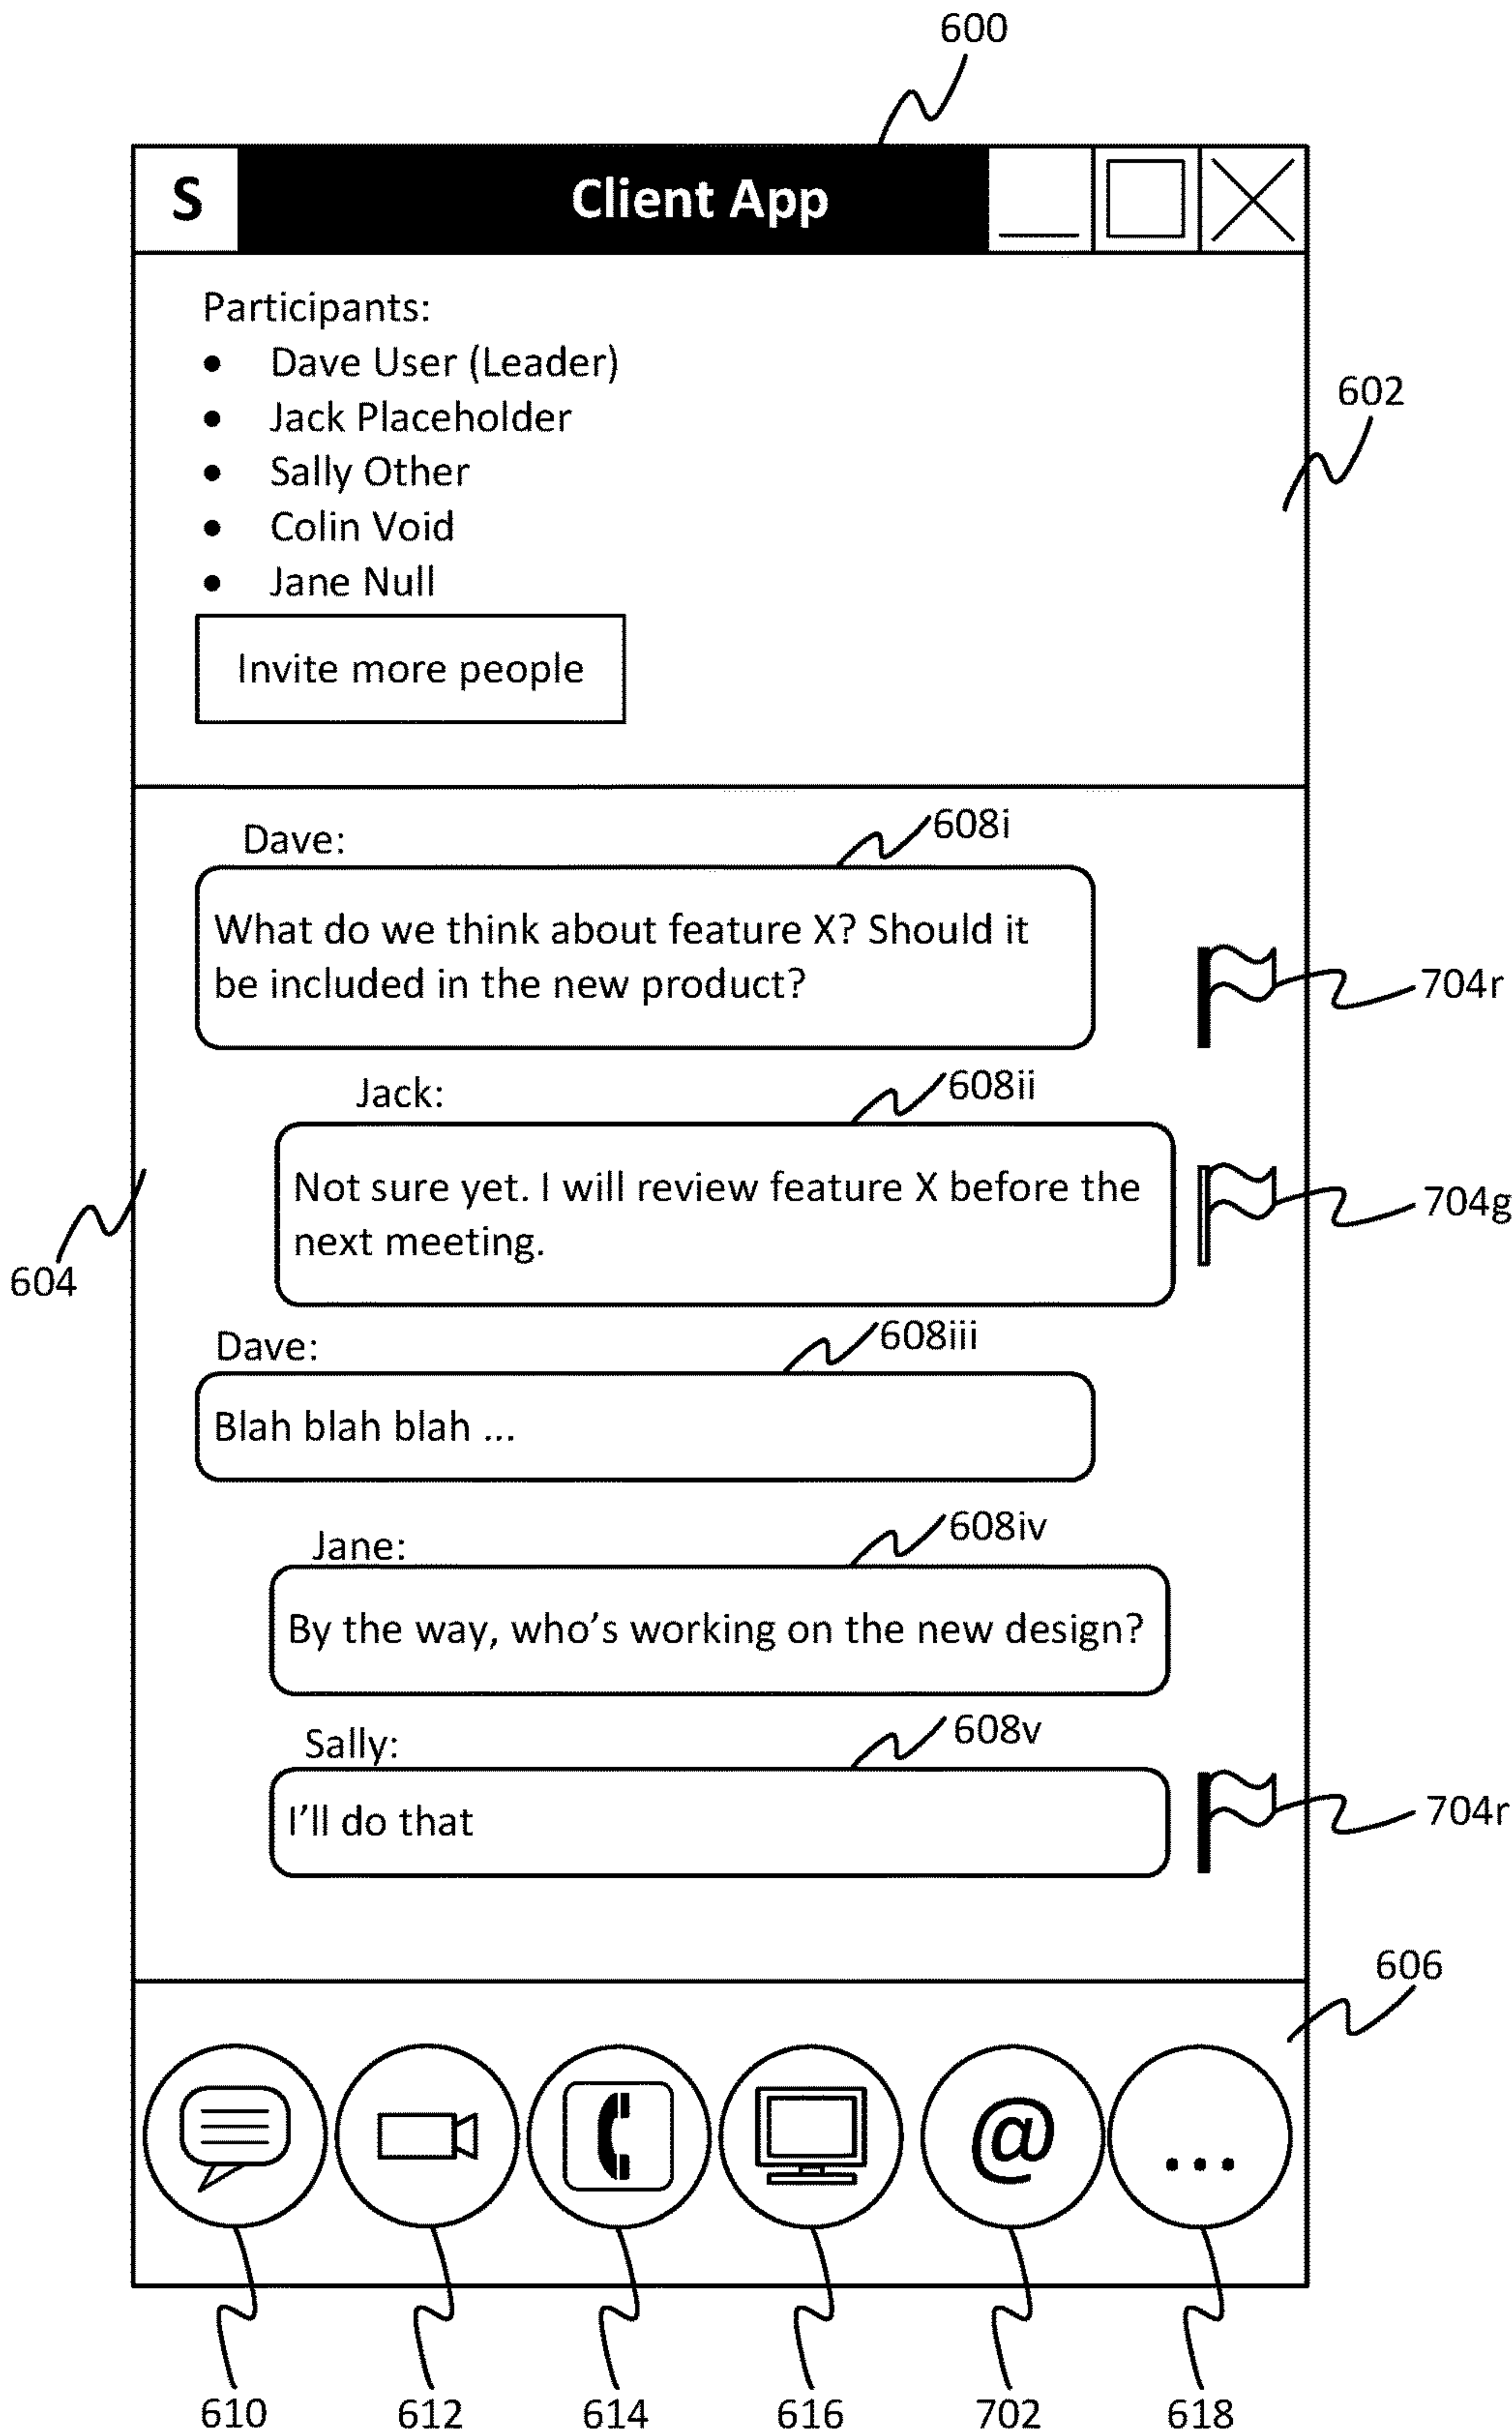 600
S
Client App
Participants:
• Dave User (Leader)
• Jack Placeholder
• Sally Other
• Colin Void
• Jane Null
602
Invite more people
Dave:
608i
What do we think about feature X? Should it
be included in the new product?
704r
Jack:
608ii
Not sure yet. I will review feature X before the
next meeting.
704g
604
Dave:
608iii
Blah blah blah ...
Jane:
608iv
By the way, who's working on the new design?
Sally:
608v
I'll do that
704r
606
@
...
610
612
614
616
702
618